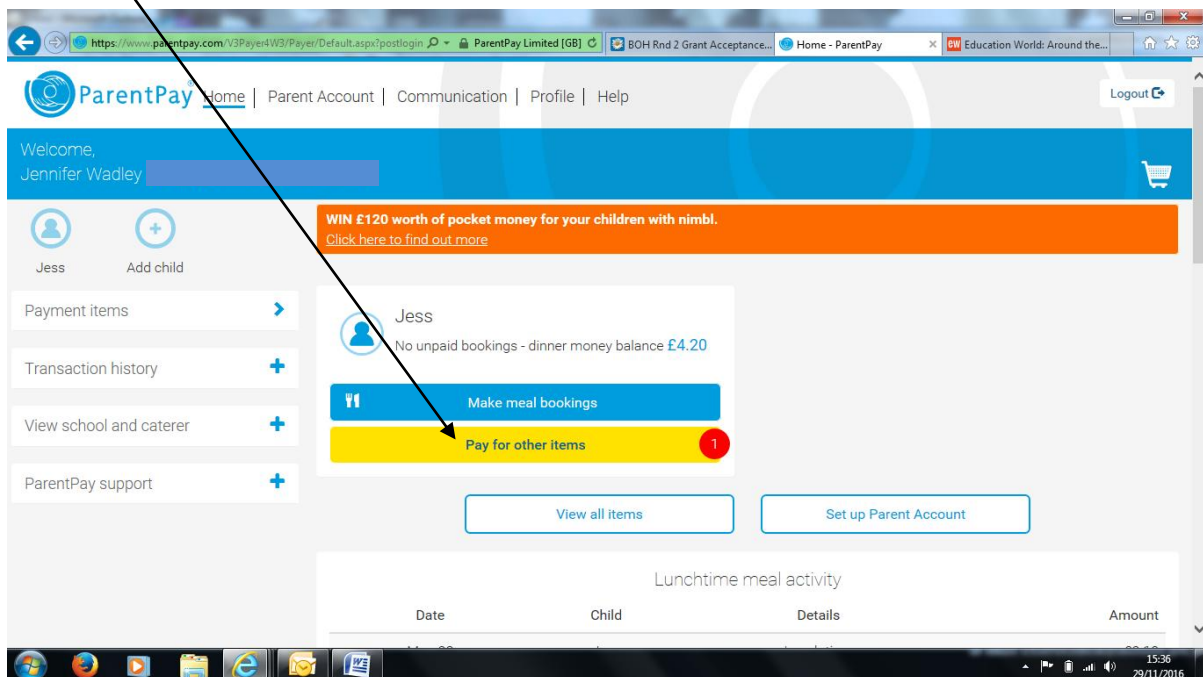 https://www.parentpay.com/V3Payer4W3/Payer/Default.aspx?postlogin
ParentPay Limited [GB]
BOH Rnd 2 Grant Acceptance...
Home - ParentPay
ew Education World: Around the...
ParentPay Home | Parent Account | Communication | Profile | Help
Logout
Welcome,
Jennifer Wadley
WIN £120 worth of pocket money for your children with nimbl.
Click here to find out more
Jess
Add child
Payment items
Transaction history
View school and caterer
ParentPay support
Jess
No unpaid bookings - dinner money balance £4.20
Make meal bookings
Pay for other items 1
View all items
Set up Parent Account
Lunchtime meal activity
Date Child Details Amount
15:36
29/11/2016